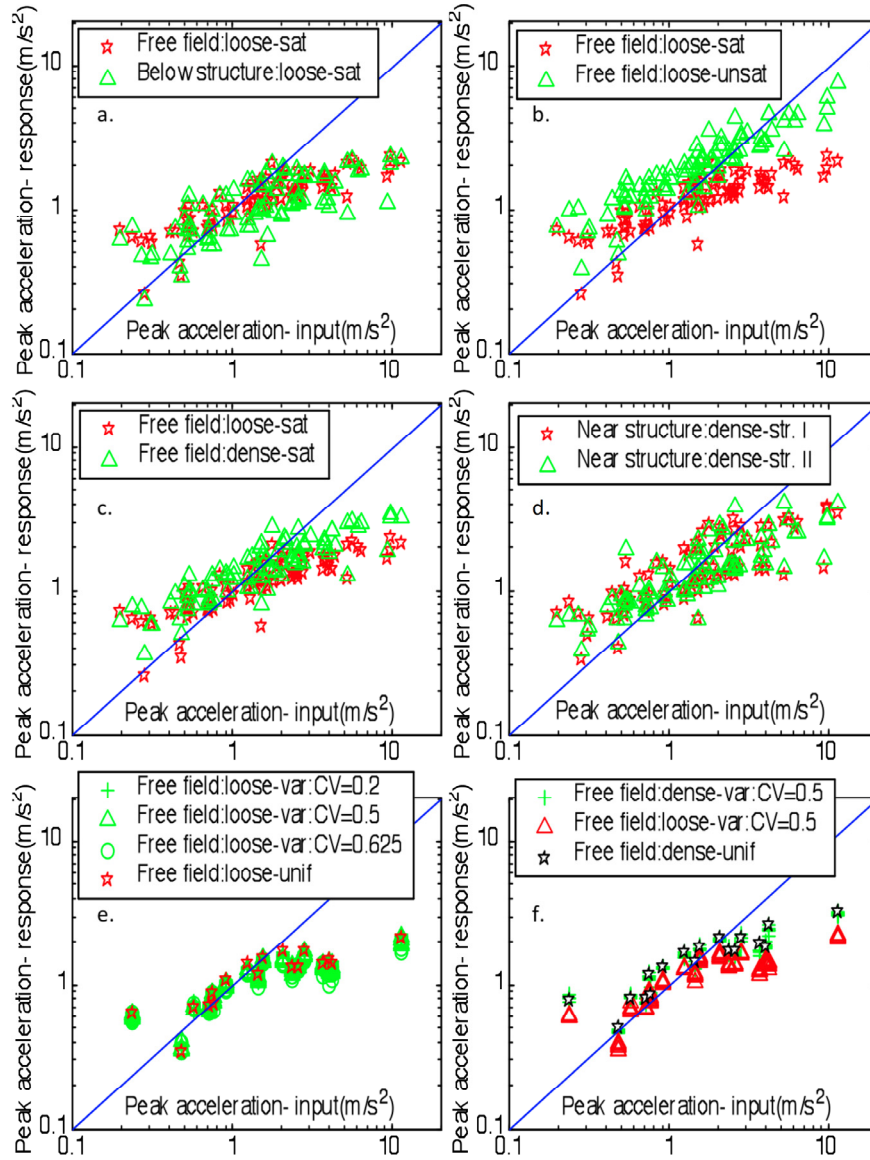 Peak acceleration- response(m/s²)
10
1
0.1
Free field:loose-sat
Below structure:loose-sat
a.
Peak acceleration- input(m/s²)
0.1
1
10
Peak acceleration- response(m/s²)
10
1
0.1
Free field:loose-sat
Free field:loose-unsat
b.
Peak acceleration- input(m/s²)
0.1
1
10
Peak acceleration- response(m/s²)
10
1
0.1
Free field:loose-sat
Free field:dense-sat
c.
Peak acceleration- input(m/s²)
0.1
1
10
Peak acceleration- response(m/s²)
10
1
0.1
Near structure:dense-str. I
Near structure:dense-str. II
d.
Peak acceleration- input(m/s²)
0.1
1
10
Peak acceleration- response(m/s²)
10
1
0.1
Free field:loose-var:CV=0.2
Free field:loose-var:CV=0.5
Free field:loose-var:CV=0.625
Free field:loose-unif
e.
Peak acceleration- input(m/s²)
0.1
1
10
Peak acceleration- response(m/s²)
10
1
0.1
Free field:dense-var:CV=0.5
Free field:loose-var:CV=0.5
Free field:dense-unif
f.
Peak acceleration- input(m/s²)
0.1
1
10